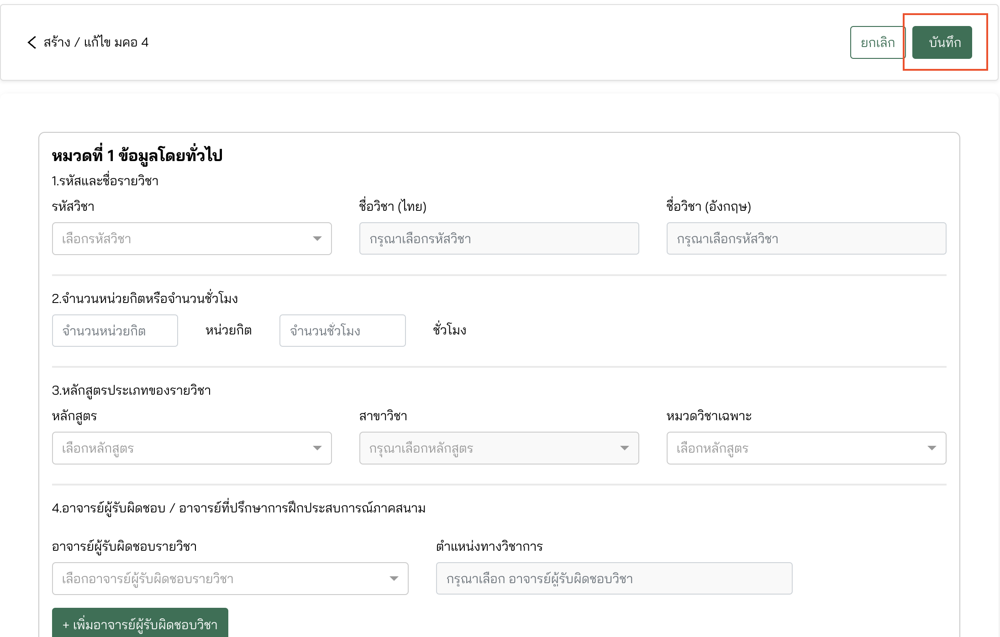 สร้าง / แก้ไข มคอ 4
ยกเลิก
บันทึก
หมวดที่ 1 ข้อมูลโดยทั่วไป
1.รหัสและชื่อรายวิชา
รหัสวิชา
ชื่อวิชา (ไทย)
ชื่อวิชา (อังกฤษ)
เลือกรหัสวิชา
กรุณาเลือกรหัสวิชา
กรุณาเลือกรหัสวิชา
2.จำนวนหน่วยกิตหรือจำนวนชั่วโมง
จำนวนหน่วยกิต
หน่วยกิต
จำนวนชั่วโมง
ชั่วโมง
3.หลักสูตรประเภทของรายวิชา
หลักสูตร
สาขาวิชา
หมวดวิชาเฉพาะ
เลือกหลักสูตร
กรุณาเลือกหลักสูตร
เลือกหลักสูตร
4.อาจารย์ผู้รับผิดชอบ / อาจารย์ที่ปรึกษาการฝึกประสบการณ์ภาคสนาม
อาจารย์ผู้รับผิดชอบรายวิชา
ตำแหน่งทางวิชาการ
เลือกอาจารย์ผู้รับผิดชอบรายวิชา
กรุณาเลือก อาจารย์ผู้รับผิดชอบวิชา
+ เพิ่มอาจารย์ผู้รับผิดชอบวิชา